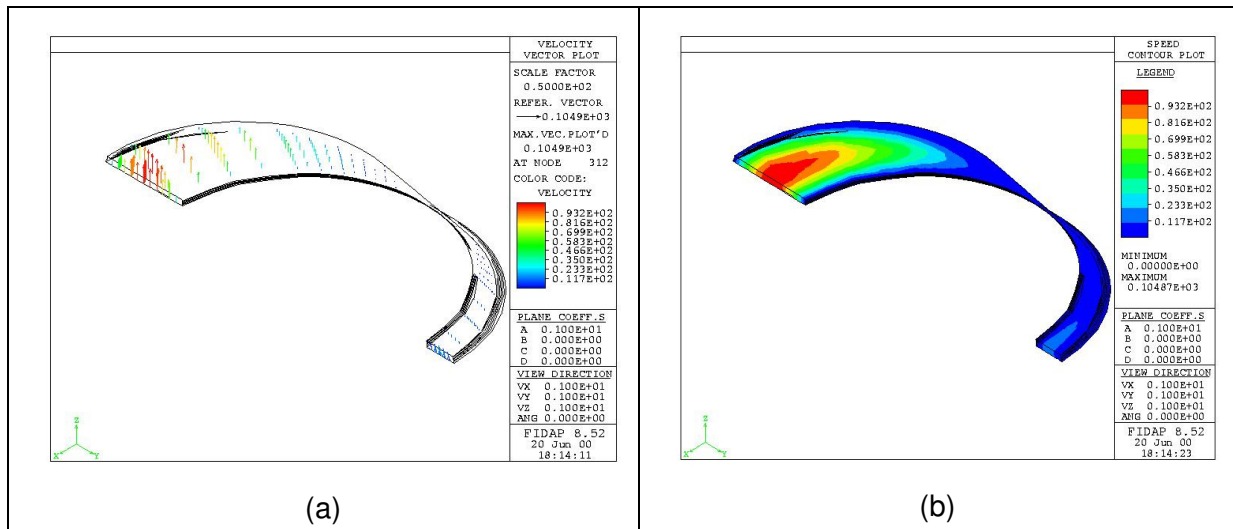 VELOCITY
VECTOR PLOT
SCALE FACTOR
0.5000E+02
REFER. VECTOR
0.1049E+03
MAX.VEC.PLOT'D
0.1049E+03
AT NODE 312
COLOR CODE:
VELOCITY
0.932E+02
0.816E+02
0.699E+02
0.583E+02
0.466E+02
0.350E+02
0.233E+02
0.117E+02
PLANE COEFF.S
A 0.100E+01
B 0.000E+00
C 0.000E+00
D 0.000E+00
VIEW DIRECTION
VX 0.100E+01
VY 0.100E+01
VZ 0.100E+01
ANG 0.000E+00
FIDAP 8.52
20 Jun 00
18:14:11
Z
X Y
(a)
SPEED
CONTOUR PLOT
LEGEND
0.932E+02
0.816E+02
0.699E+02
0.583E+02
0.466E+02
0.350E+02
0.233E+02
0.117E+02
MINIMUM
0.00000E+00
MAXIMUM
0.10487E+03
PLANE COEFF.S
A 0.100E+01
B 0.000E+00
C 0.000E+00
D 0.000E+00
VIEW DIRECTION
VX 0.100E+01
VY 0.100E+01
VZ 0.100E+01
ANG 0.000E+00
FIDAP 8.52
20 Jun 00
18:14:23
Z
X Y
(b)